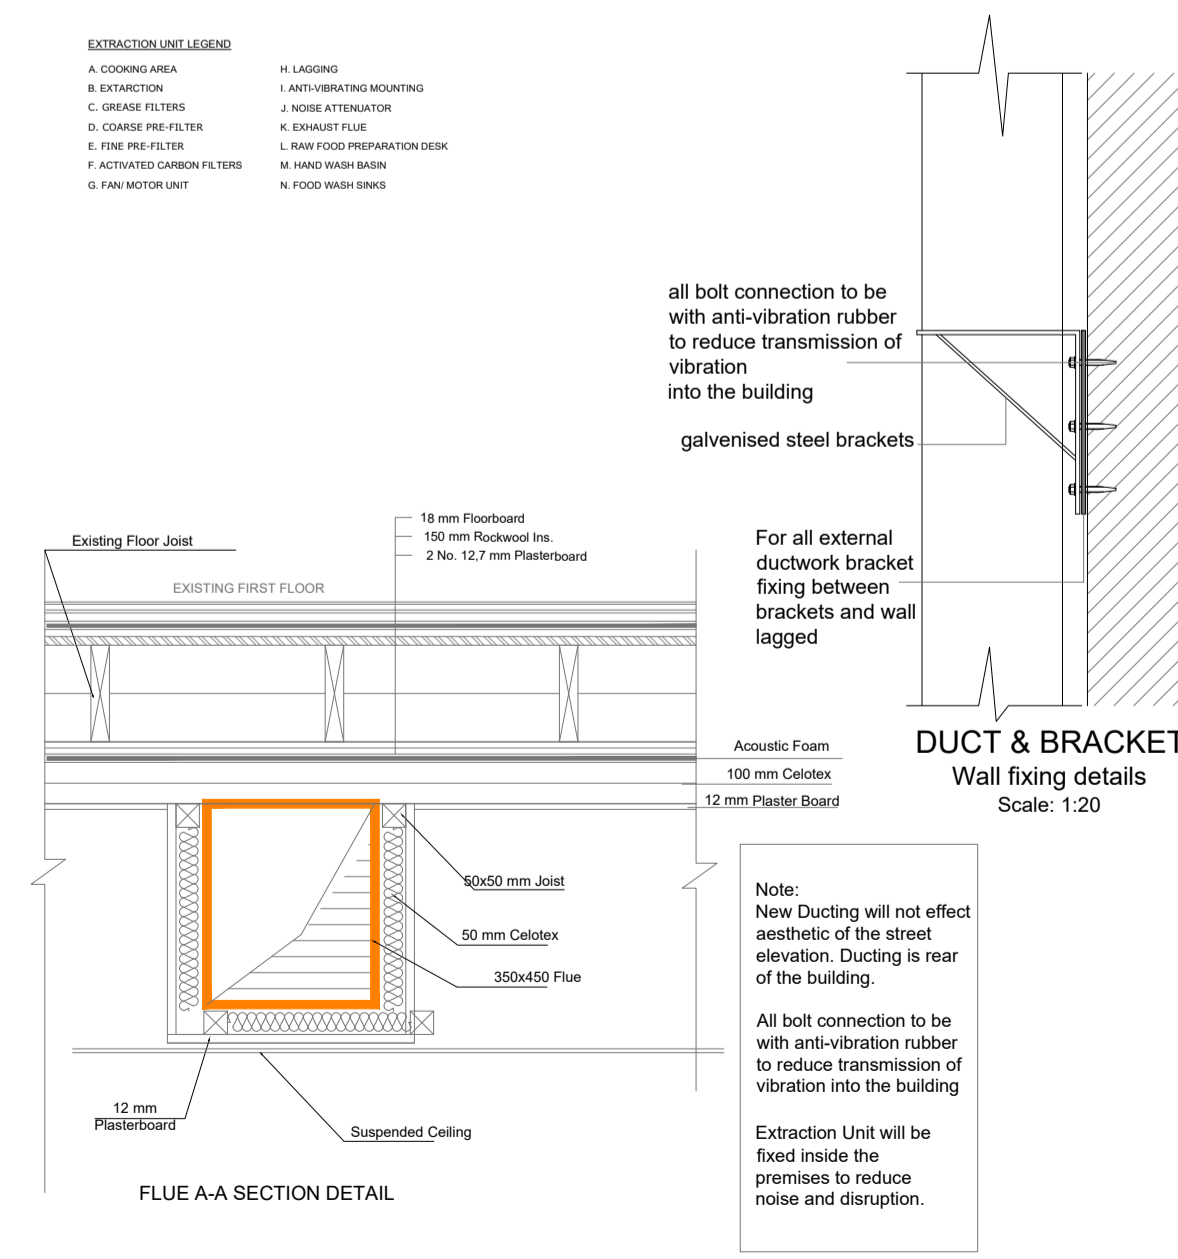 EXTRACTION UNIT LEGEND
A. COOKING AREA
B. EXTARCTION
C. GREASE FILTERS
D. COARSE PRE-FILTER
E. FINE PRE-FILTER
F. ACTIVATED CARBON FILTERS
G. FAN/ MOTOR UNIT
H. LAGGING
I. ANTI-VIBRATING MOUNTING
J. NOISE ATTENUATOR
K. EXHAUST FLUE
L. RAW FOOD PREPARATION DESK
M. HAND WASH BASIN
N. FOOD WASH SINKS
all bolt connection to be
with anti-vibration rubber
to reduce transmission of
vibration
into the building
galvenised steel brackets
For all external
ductwork bracket
fixing between
brackets and wall
lagged
DUCT & BRACKET
Wall fixing details
Scale: 1:20
18 mm Floorboard
150 mm Rockwool Ins.
2 No. 12,7 mm Plasterboard
Existing Floor Joist
EXISTING FIRST FLOOR
Acoustic Foam
100 mm Celotex
12 mm Plaster Board
50x50 mm Joist
50 mm Celotex
350x450 Flue
12 mm
Plasterboard
Suspended Ceiling
FLUE A-A SECTION DETAIL
Note:
New Ducting will not effect
aesthetic of the street
elevation. Ducting is rear
of the building.
All bolt connection to be
with anti-vibration rubber
to reduce transmission of
vibration into the building
Extraction Unit will be
fixed inside the
premises to reduce
noise and disruption.